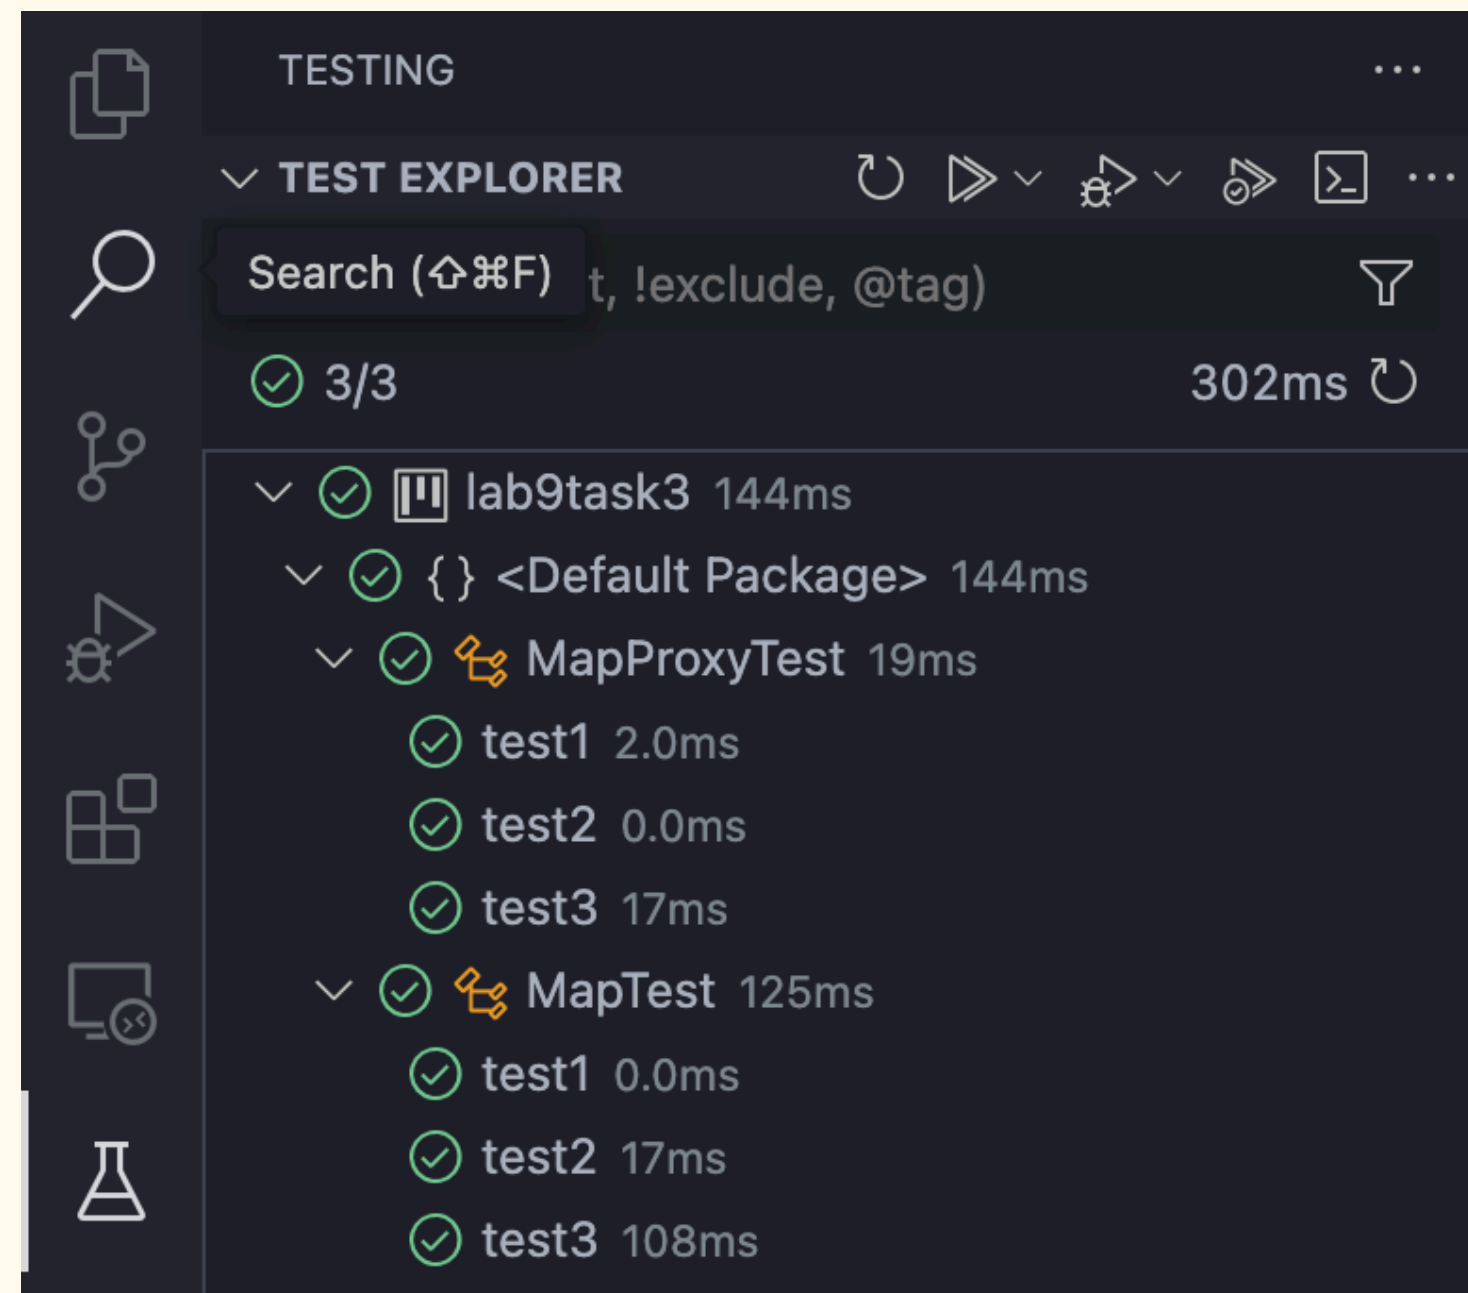 TESTING
TEST EXPLORER
Search (⇧⌘F) t, !exclude, @tag)
3/3 302ms
lab9task3 144ms
{} <Default Package> 144ms
MapProxyTest 19ms
test1 2.0ms
test2 0.0ms
test3 17ms
MapTest 125ms
test1 0.0ms
test2 17ms
test3 108ms